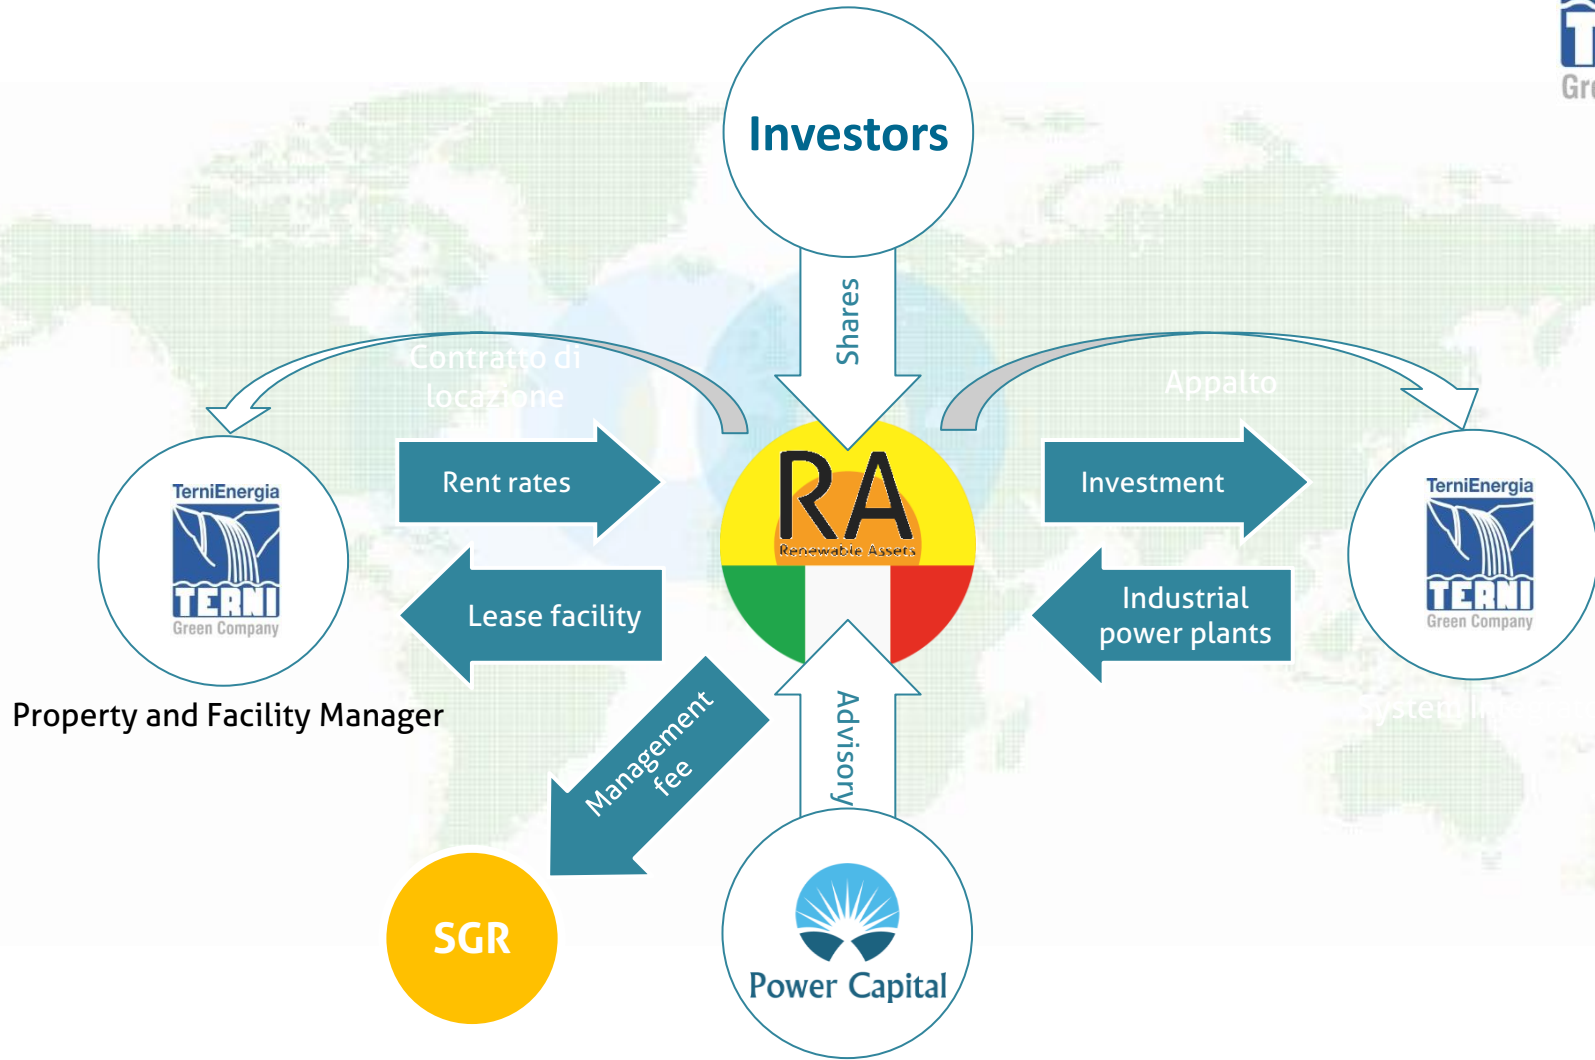 Investors
Shares
Contratto di
locazione
Appalto
Rent rates
Investment
RA
Renewable Assets
TerniEnergia
TERNI
Green Company
TerniEnergia
TERNI
Green Company
Lease facility
Industrial
power plants
Property and Facility Manager
System
Management
fee
Advisory
SGR
Power Capital